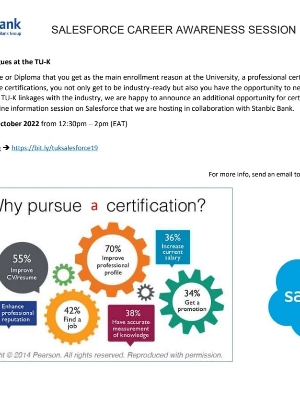 bank
Bank Group
SALESFORCE CAREER AWARENESS SESSION
gues at the TU-K
e or Diploma that you get as the main enrollment reason at the University, a professional cert
e certifications, you not only get to be industry-ready but also you have the opportunity to ne
TU-K linkages with the industry, we are happy to announce an additional opportunity for cert
ine information session on Salesforce that we are hosting in collaboration with Stanbic Bank.
ctober 2022 from 12:30pm – 2pm (EAT)
➔ https://bit.ly/tuksalesforce19
For more info, send an email to
Why pursue a certification?
55%
Improve
CV/resume
70%
Improve
professional
profile
36%
Increase
current
salary
Enhance
professional
reputation
42%
Find a
job
38%
Have accurate
measurement
of knowledge
34%
Get a
promotion
sa
ht © 2014 Pearson. All rights reserved. Reproduced with permission.